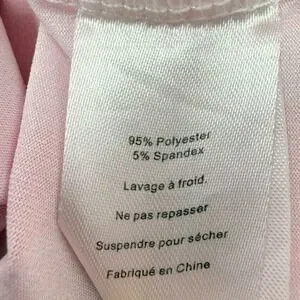 95% Polyester
5% Spandex
Lavage à froid.
Ne pas repasser
Suspendre pour sécher
Fabriqué en Chine